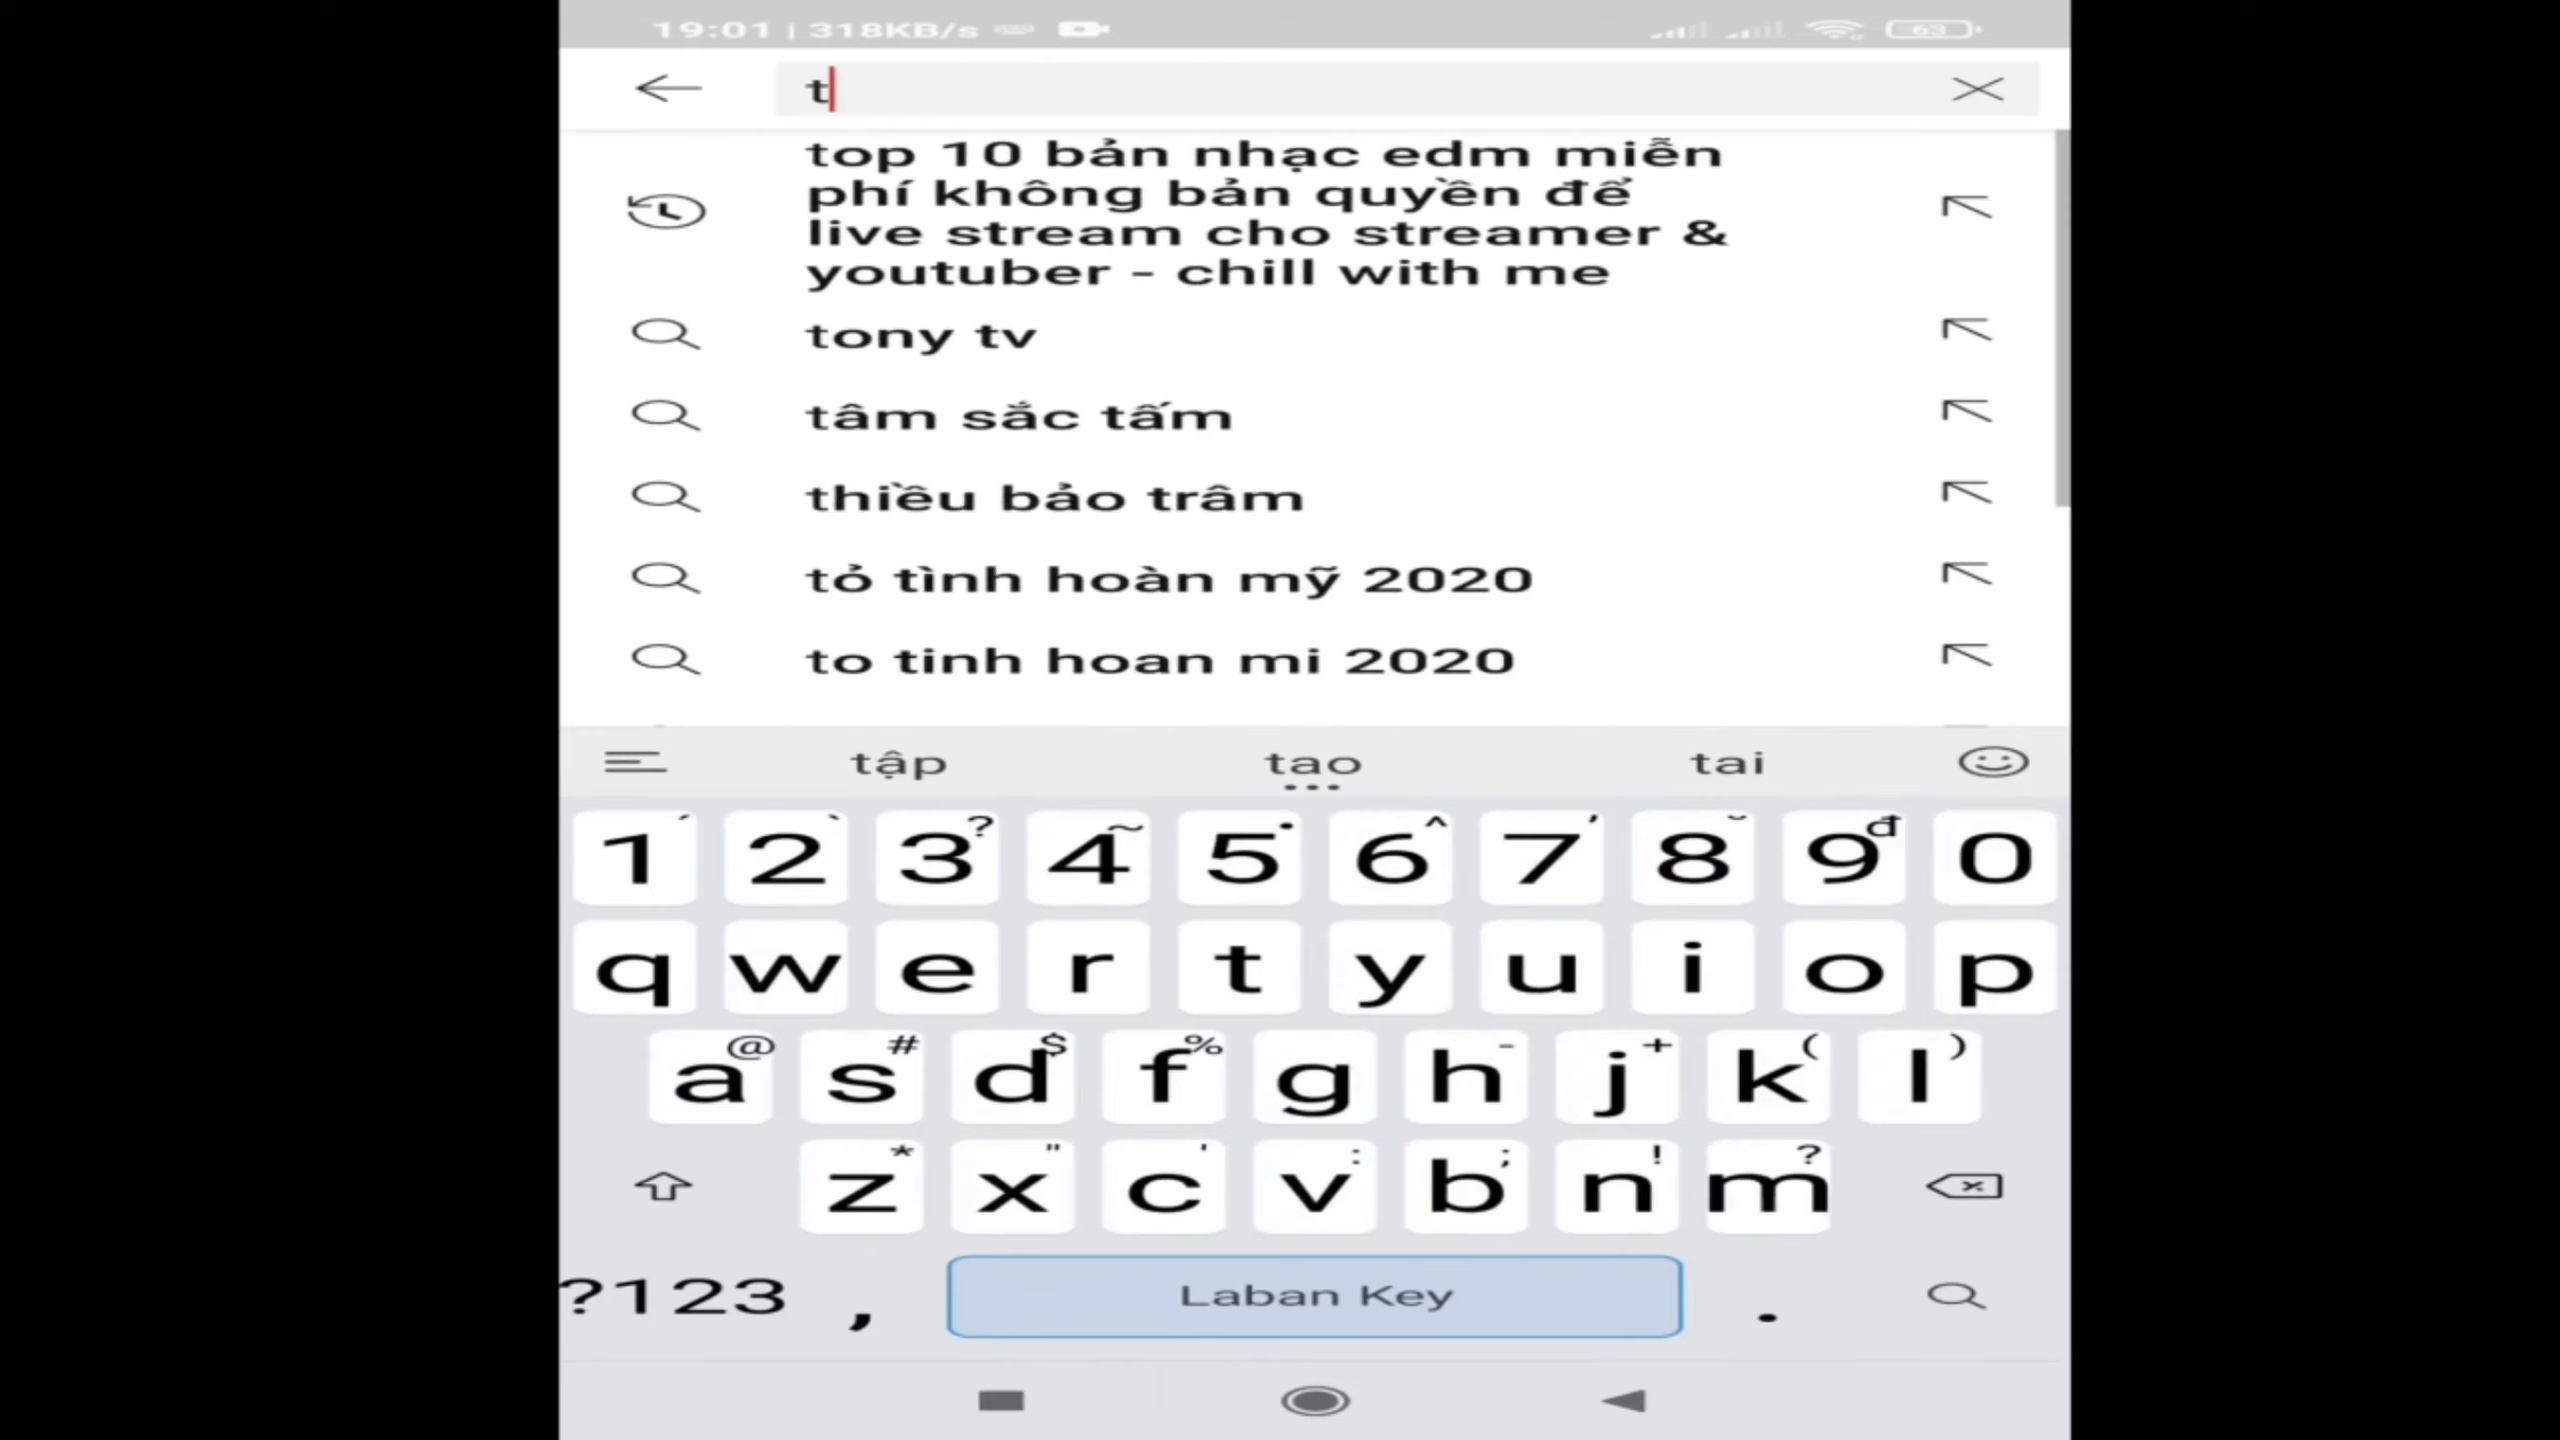 19:01 | 318KB/s
63
t
top 10 bản nhạc edm miễn
phí không bản quyền để
live stream cho streamer &
youtuber - chill with me
tony tv
tâm sắc tấm
thiều bảo trâm
tỏ tình hoàn mỹ 2020
to tinh hoan mi 2020
tập tao tai
1 ´ 2 ` 3 ? 4 ~ 5 . 6 ^ 7 ' 8 ˘ 9 đ 0
q w e r t y u i o p
a @ s # d $ f % g h - j + k ( l )
z * x " c ' v : b ; n ! m ?
?123 , Laban Key .